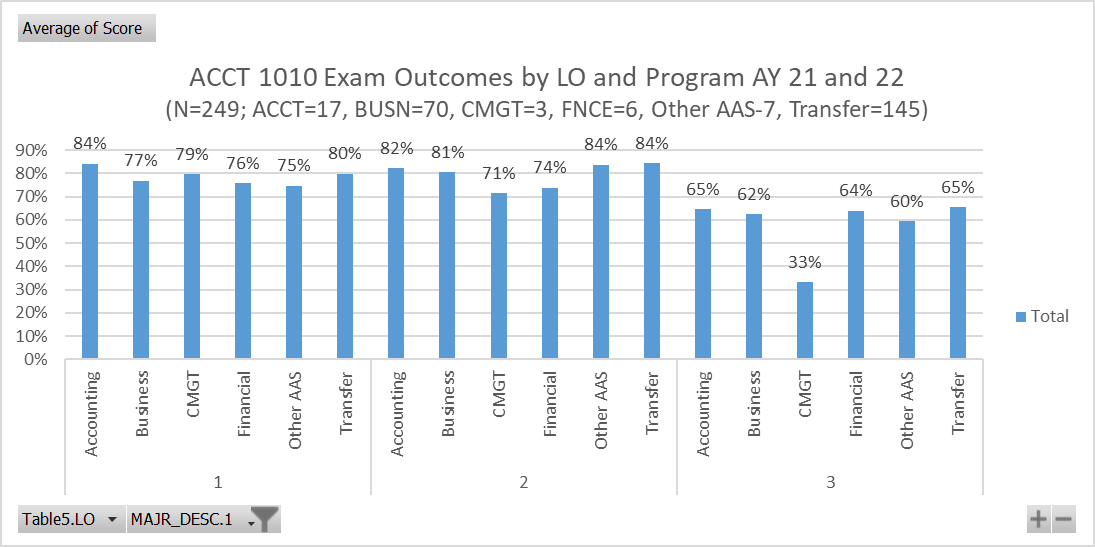 Average of Score
ACCT 1010 Exam Outcomes by LO and Program AY 21 and 22
(N=249; ACCT=17, BUSN=70, CMGT=3, FNCE=6, Other AAS-7, Transfer=145)
90%
80%
70%
60%
50%
40%
30%
20%
10%
0%
84% 77% 79% 76% 75% 80% 82% 81% 71% 74% 84% 84% 65% 62% 33% 64% 60% 65%
Accounting Business CMGT Financial Other AAS Transfer Accounting Business CMGT Financial Other AAS Transfer Accounting Business CMGT Financial Other AAS Transfer
1 2 3
Total
Table5.LO MAJR_DESC.1